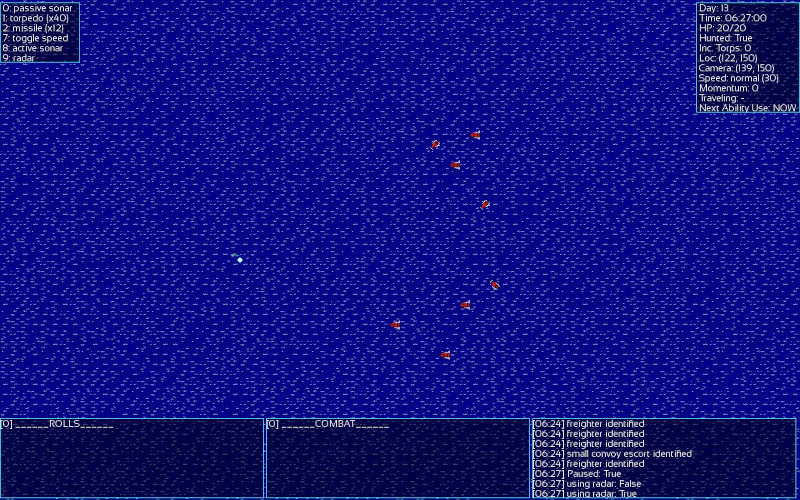 0: passive sonar
1: torpedo (x40)
2: missile (x12)
7: toggle speed
8: active sonar
9: radar
Day: 13
Time: 06:27:00
HP: 20/20
Hunted: True
Inc. Torps: 0
Loc: (122, 150)
Camera: (139, 150)
Speed: normal (30)
Momentum: 0
Traveling: -
Next Ability Use: NOW
[0] ______ROLLS______
[0] ______COMBAT______
[06:24] freighter identified
[06:24] freighter identified
[06:24] freighter identified
[06:24] small convoy escort identified
[06:24] freighter identified
[06:27] Paused: True
[06:27] using radar: False
[06:27] using radar: True